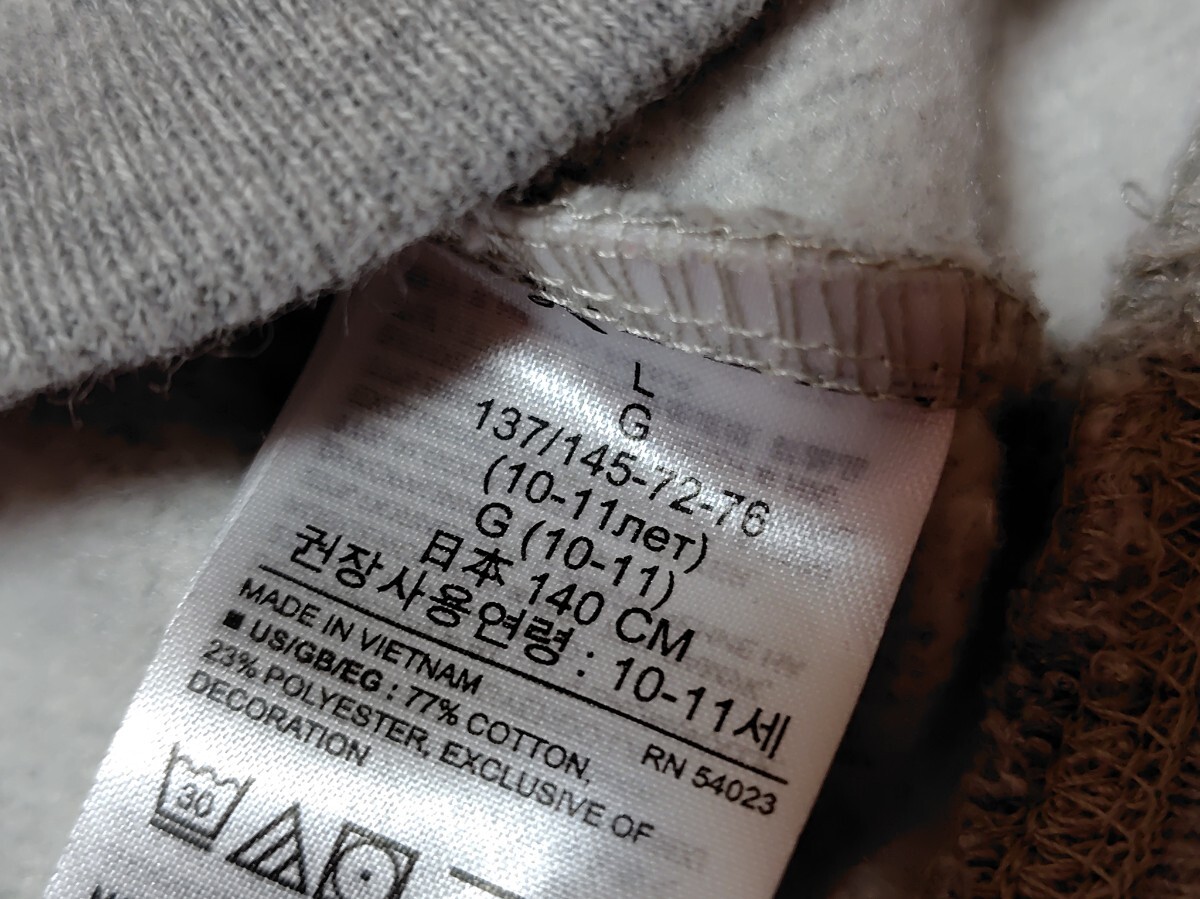 L
G
137/145-72-76
(10-11лет)
G (10-11)
日本 140 CM
권장사용연령 : 10-11세
MADE IN VIETNAM RN 54023
■ US/GB/EG : 77% COTTON,
23% POLYESTER, EXCLUSIVE OF
DECORATION
30